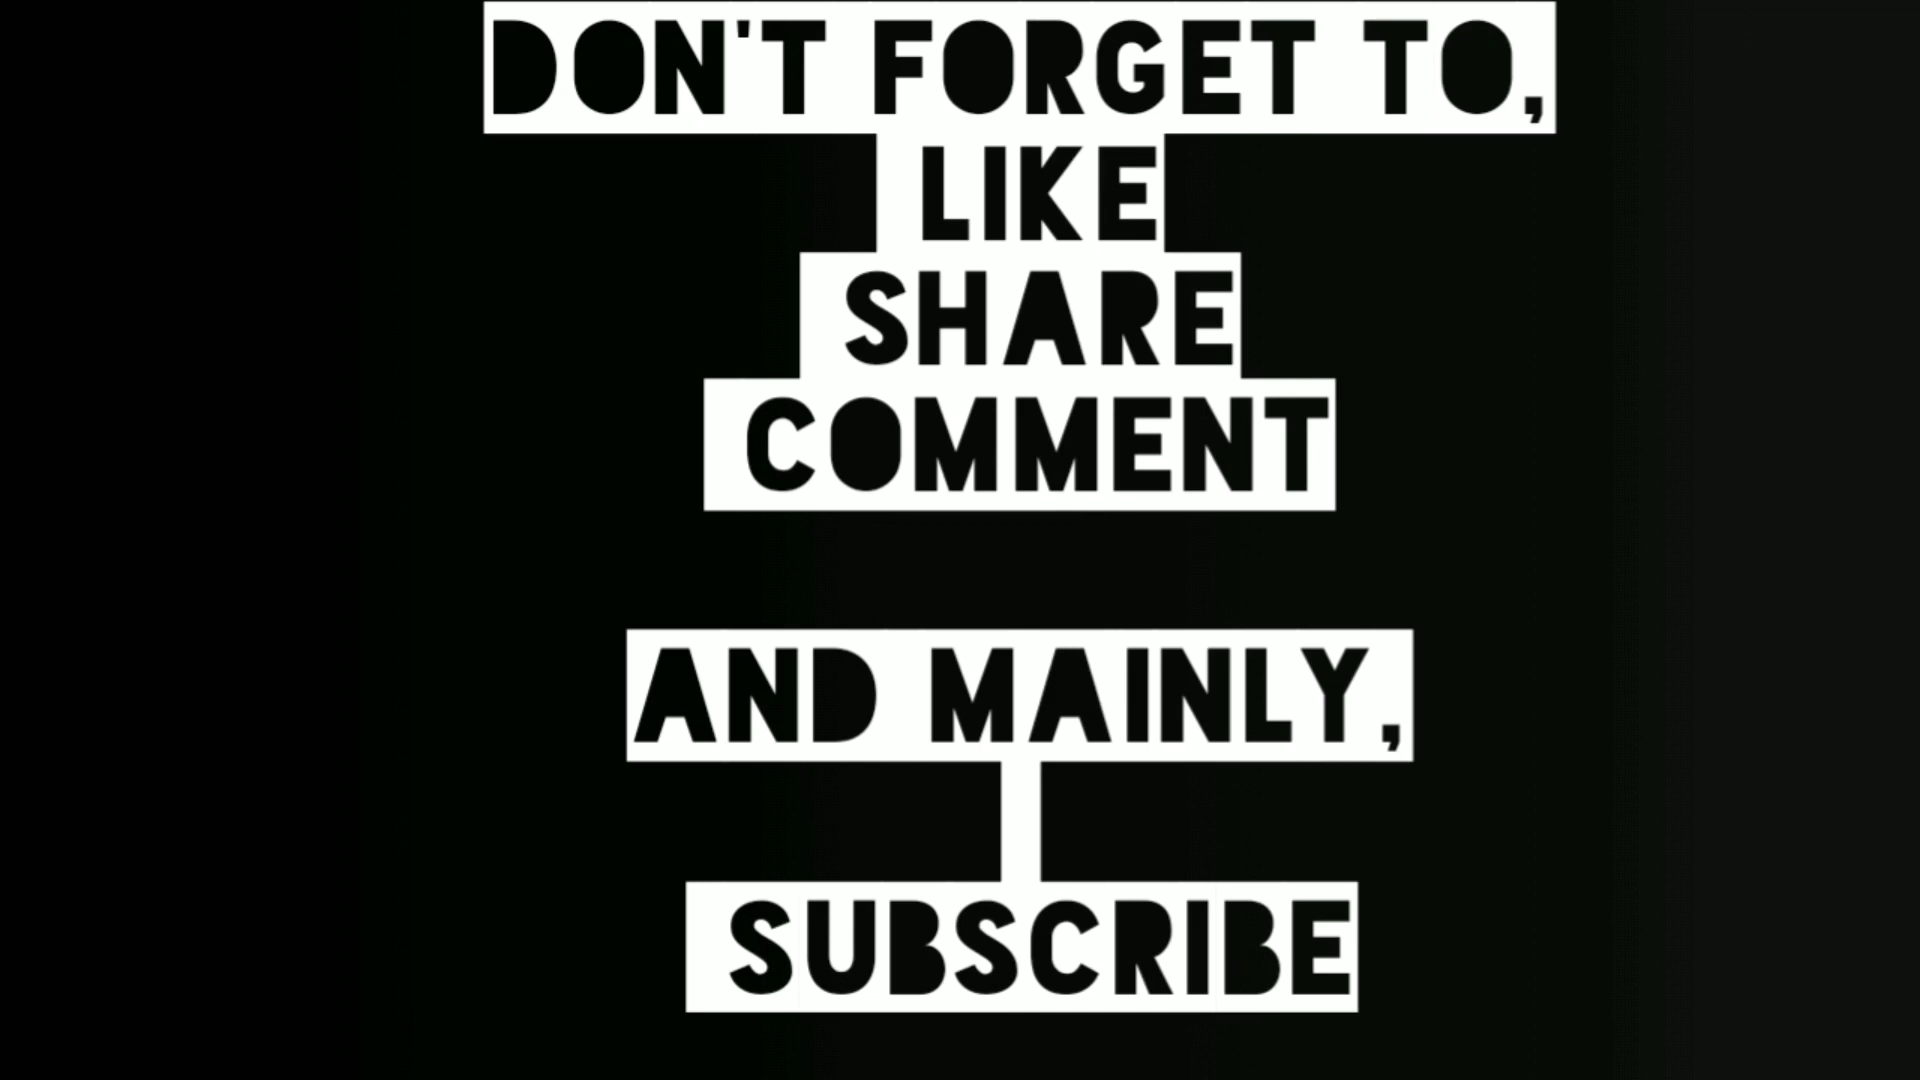 DON'T FORGET TO,
LIKE
SHARE
COMMENT
AND MAINLY,
SUBSCRIBE